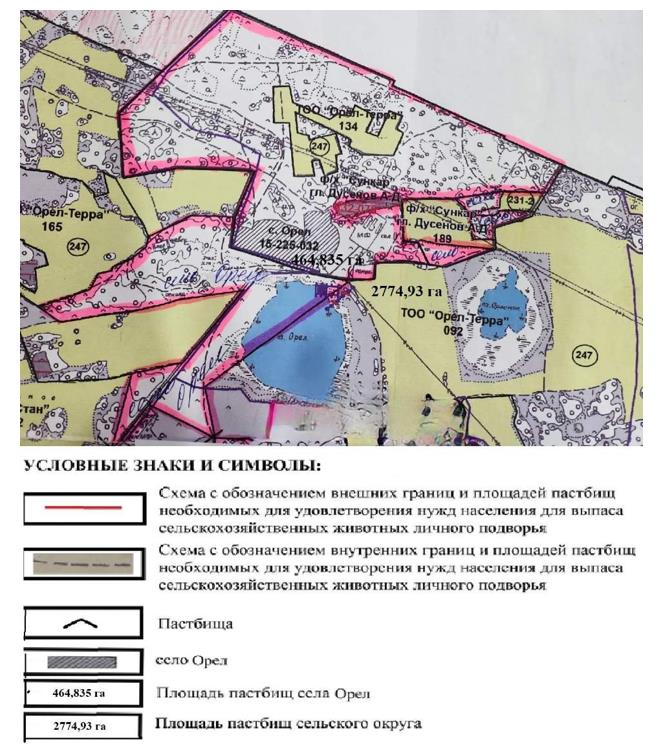 ТОО "Орел-Терра"
134
247
ф/х "Сункар"
гл. Дусенов А-Д
ф/х "Сункар"
гл. Дусенов А-Д
189
231-2
"Орел-Терра"
165
247
с. Орел
15-225-032
464,835 га
2774,93 га
ТОО "Орел-Терра"
092
247
оз. Орел
Стан"
УСЛОВНЫЕ ЗНАКИ И СИМВОЛЫ:
Схема с обозначением внешних границ и площадей пастбищ
необходимых для удовлетворения нужд населения для выпаса
сельскохозяйственных животных личного подворья
Схема с обозначением внутренних границ и площадей пастбищ
необходимых для удовлетворения нужд населения для выпаса
сельскохозяйственных животных личного подворья
Пастбища
село Орел
464,835 га
Площадь пастбищ села Орел
2774,93 га
Площадь пастбищ сельского округа